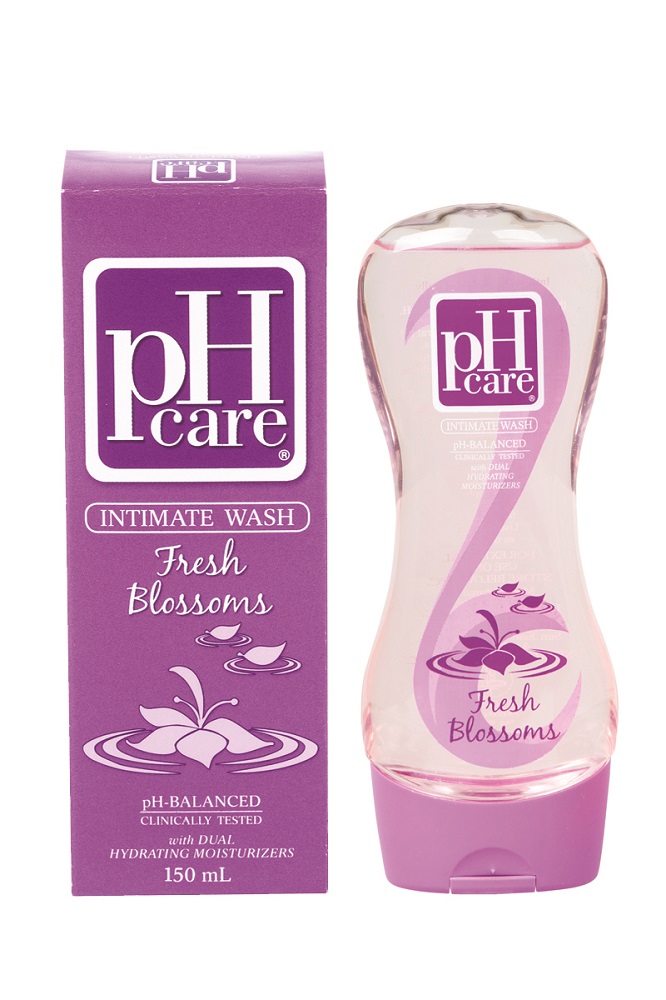 pH
care
pH
care®
INTIMATE WASH
Fresh
Blossoms
pH-BALANCED
CLINICALLY TESTED
with DUAL
HYDRATING MOISTURIZERS
150 mL
pH
care®
INTIMATE WASH
pH-BALANCED
CLINICALLY TESTED
with DUAL
HYDRATING
MOISTURIZERS
Fresh
Blossoms